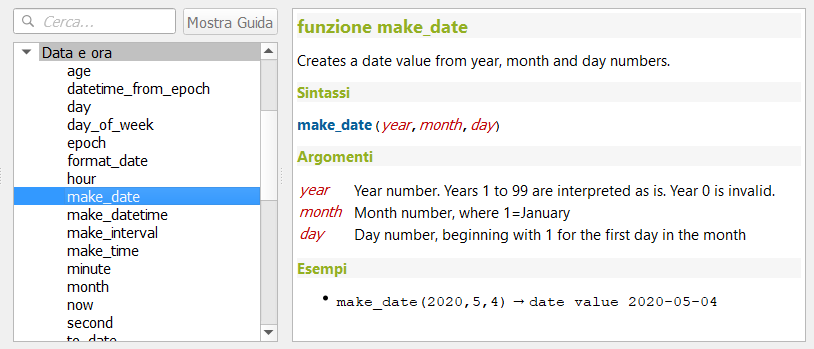 Cerca...
Mostra Guida
Data e ora
age
datetime_from_epoch
day
day_of_week
epoch
format_date
hour
make_date
make_datetime
make_interval
make_time
minute
month
now
second
to_date
funzione make_date
Creates a date value from year, month and day numbers.
Sintassi
make_date(year,month,day)
Argomenti
year Year number. Years 1 to 99 are interpreted as is. Year 0 is invalid.
month Month number, where 1=January
day Day number, beginning with 1 for the first day in the month
Esempi
• make_date(2020,5,4) → date value 2020-05-04